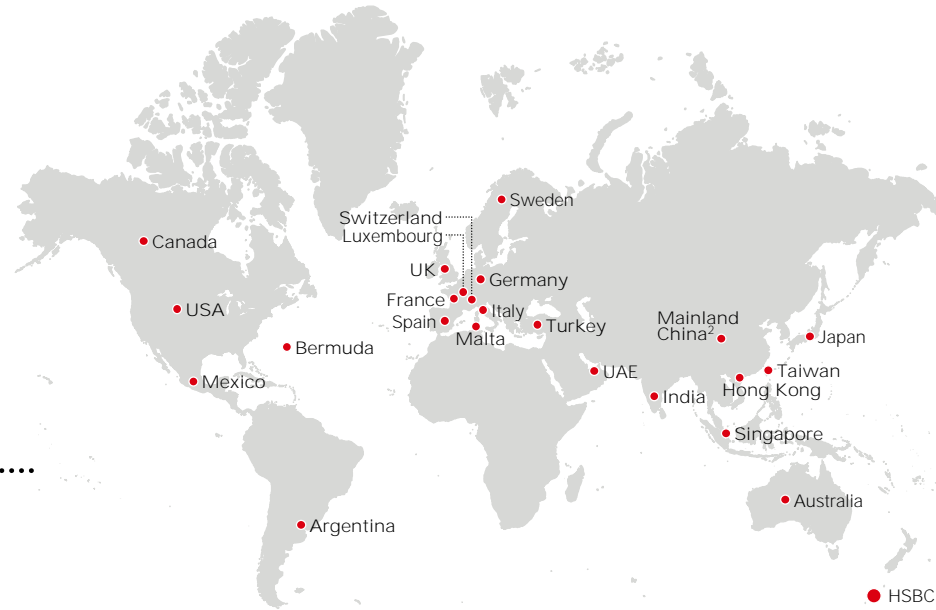 Sweden
Switzerland
Luxembourg
Canada
UK
Germany
France
Italy
USA
Spain
Turkey
Mainland
China²
Japan
Malta
Bermuda
UAE
Taiwan
Mexico
Hong Kong
India
Singapore
Australia
Argentina
HSBC